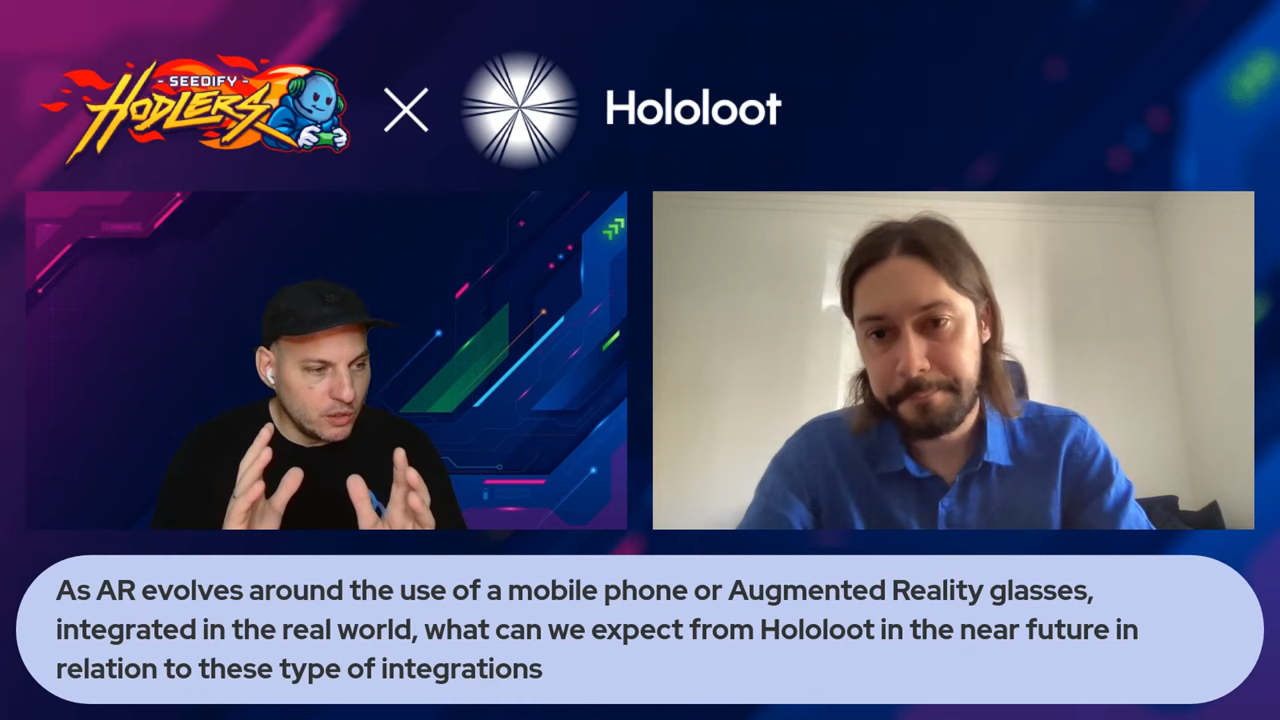 - SEEDIFY -
HODLERS
Hololoot
As AR evolves around the use of a mobile phone or Augmented Reality glasses,
integrated in the real world, what can we expect from Hololoot in the near future in
relation to these type of integrations